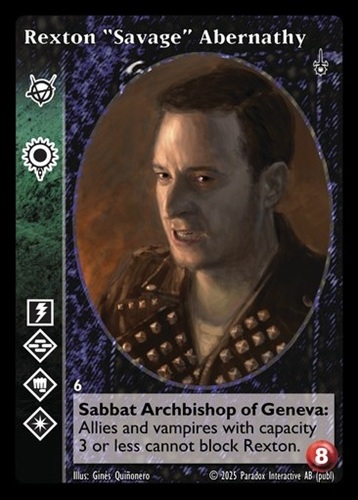 Rexton "Savage" Abernathy
6
Sabbat Archbishop of Geneva:
Allies and vampires with capacity
3 or less cannot block Rexton.
8
Illus: Ginés Quiñonero © 2025 Paradox Interactive AB (publ)